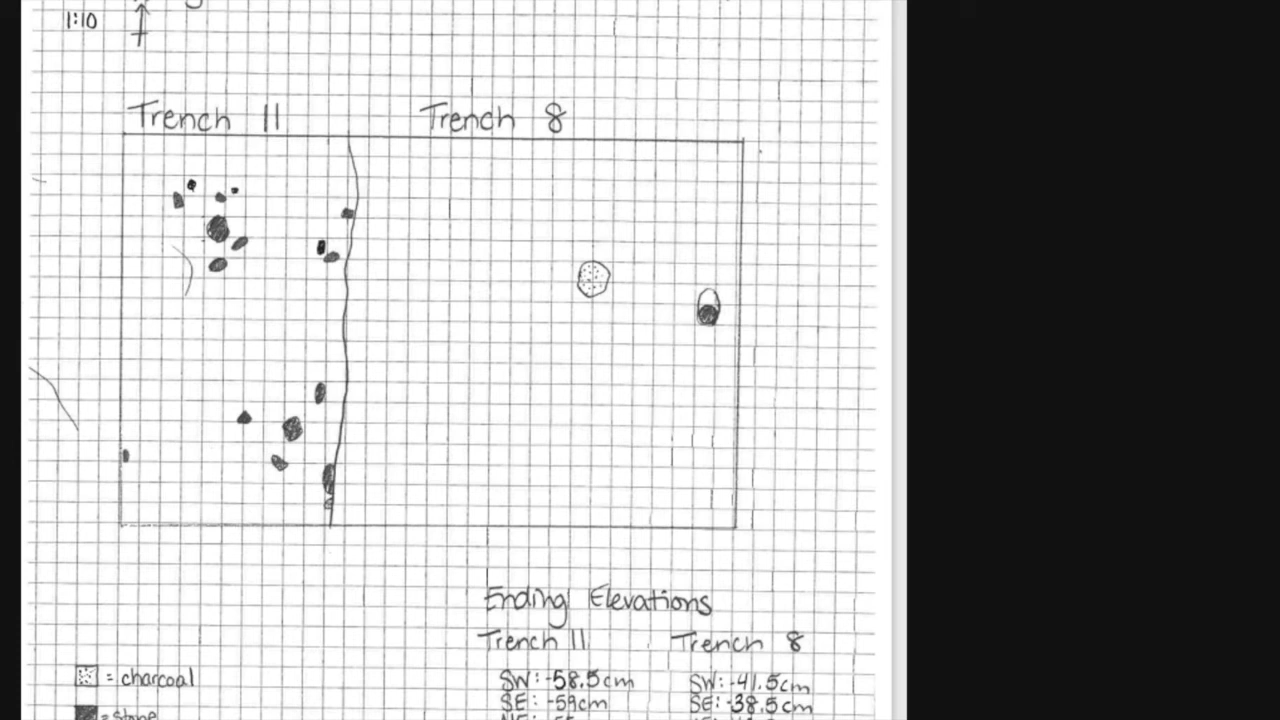 1:10
Trench 11 Trench 8
Ending Elevations
Trench 11 Trench 8
SW: -58.5cm SW: -41.5cm
SE: -59cm SE: -38.5cm
= charcoal
= stone